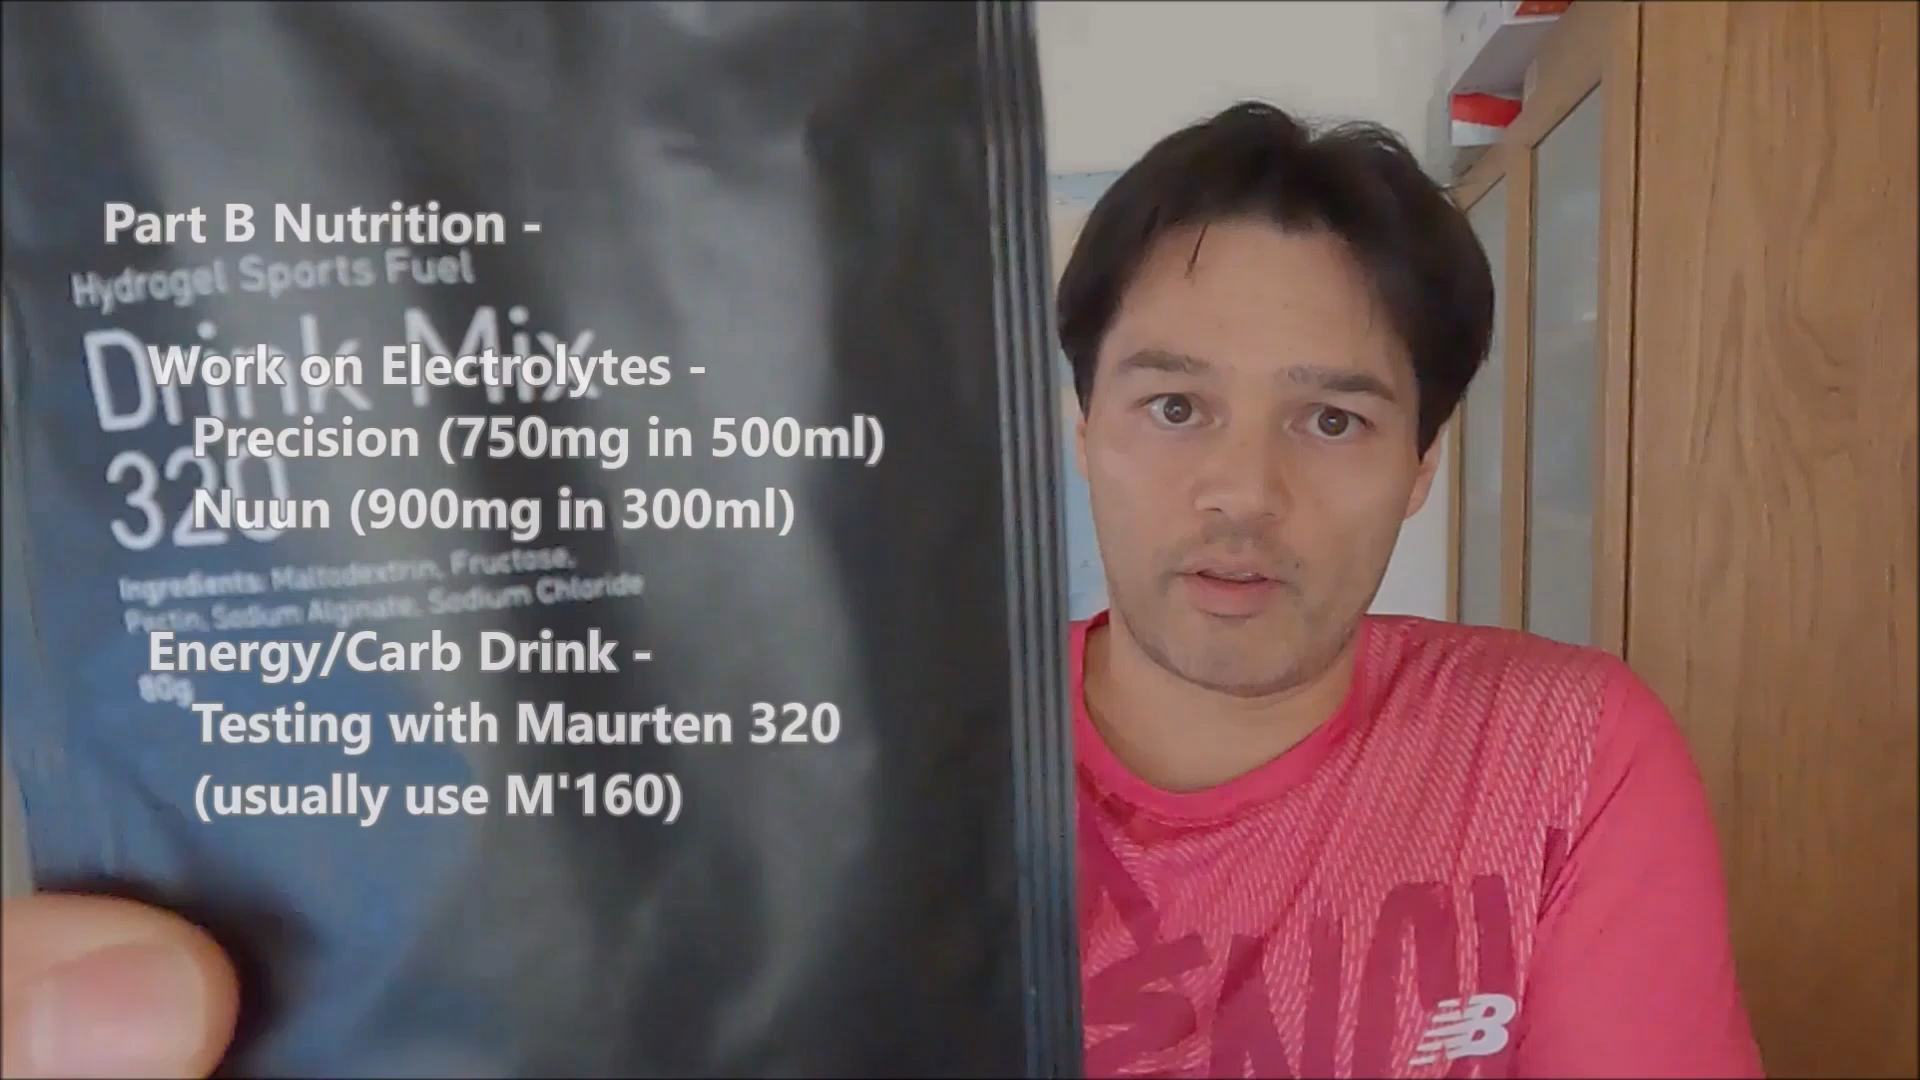 Part B Nutrition -
Hydrogel Sports Fuel
Drink Mix
Work on Electrolytes -
Precision (750mg in 500ml)
320
Nuun (900mg in 300ml)
Ingredients: Maltodextrin, Fructose,
Pectin, Sodium Alginate, Sodium Chloride
Energy/Carb Drink -
80g
Testing with Maurten 320
(usually use M'160)
NB